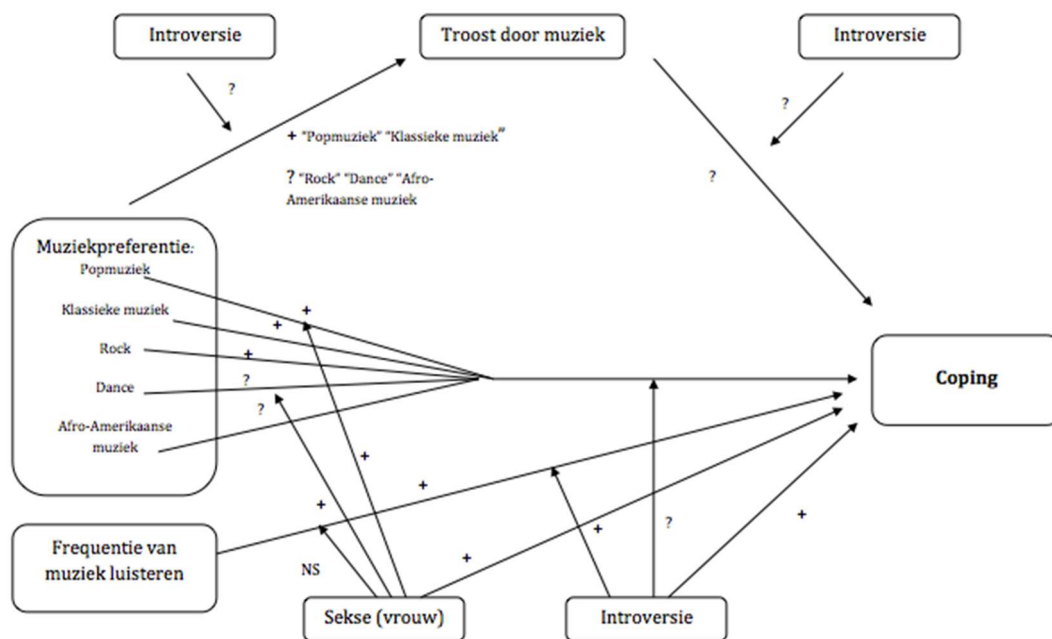 Introversie
Troost door muziek
Introversie
?
?
+ "Popmuziek" "Klassieke muziek"
? "Rock" "Dance" "Afro-
Amerikaanse muziek
?
Muziekpreferentie:
Popmuziek
Klassieke muziek
Rock
Dance
Afro-Amerikaanse
muziek
+
+
+
?
?
Coping
+
+
+
Frequentie van
muziek luisteren
NS
+
+
?
+
Sekse (vrouw)
Introversie